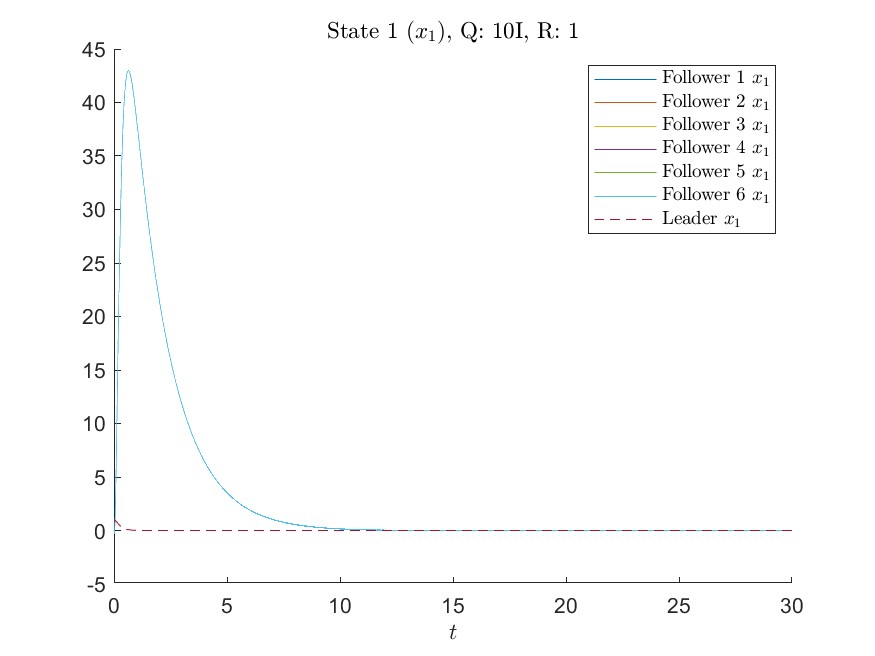 State 1 (x₁), Q: 10I, R: 1
45
40
35
30
25
20
15
10
5
0
-5
Follower 1 x₁
Follower 2 x₁
Follower 3 x₁
Follower 4 x₁
Follower 5 x₁
Follower 6 x₁
Leader x₁
0 5 10 15 20 25 30
t